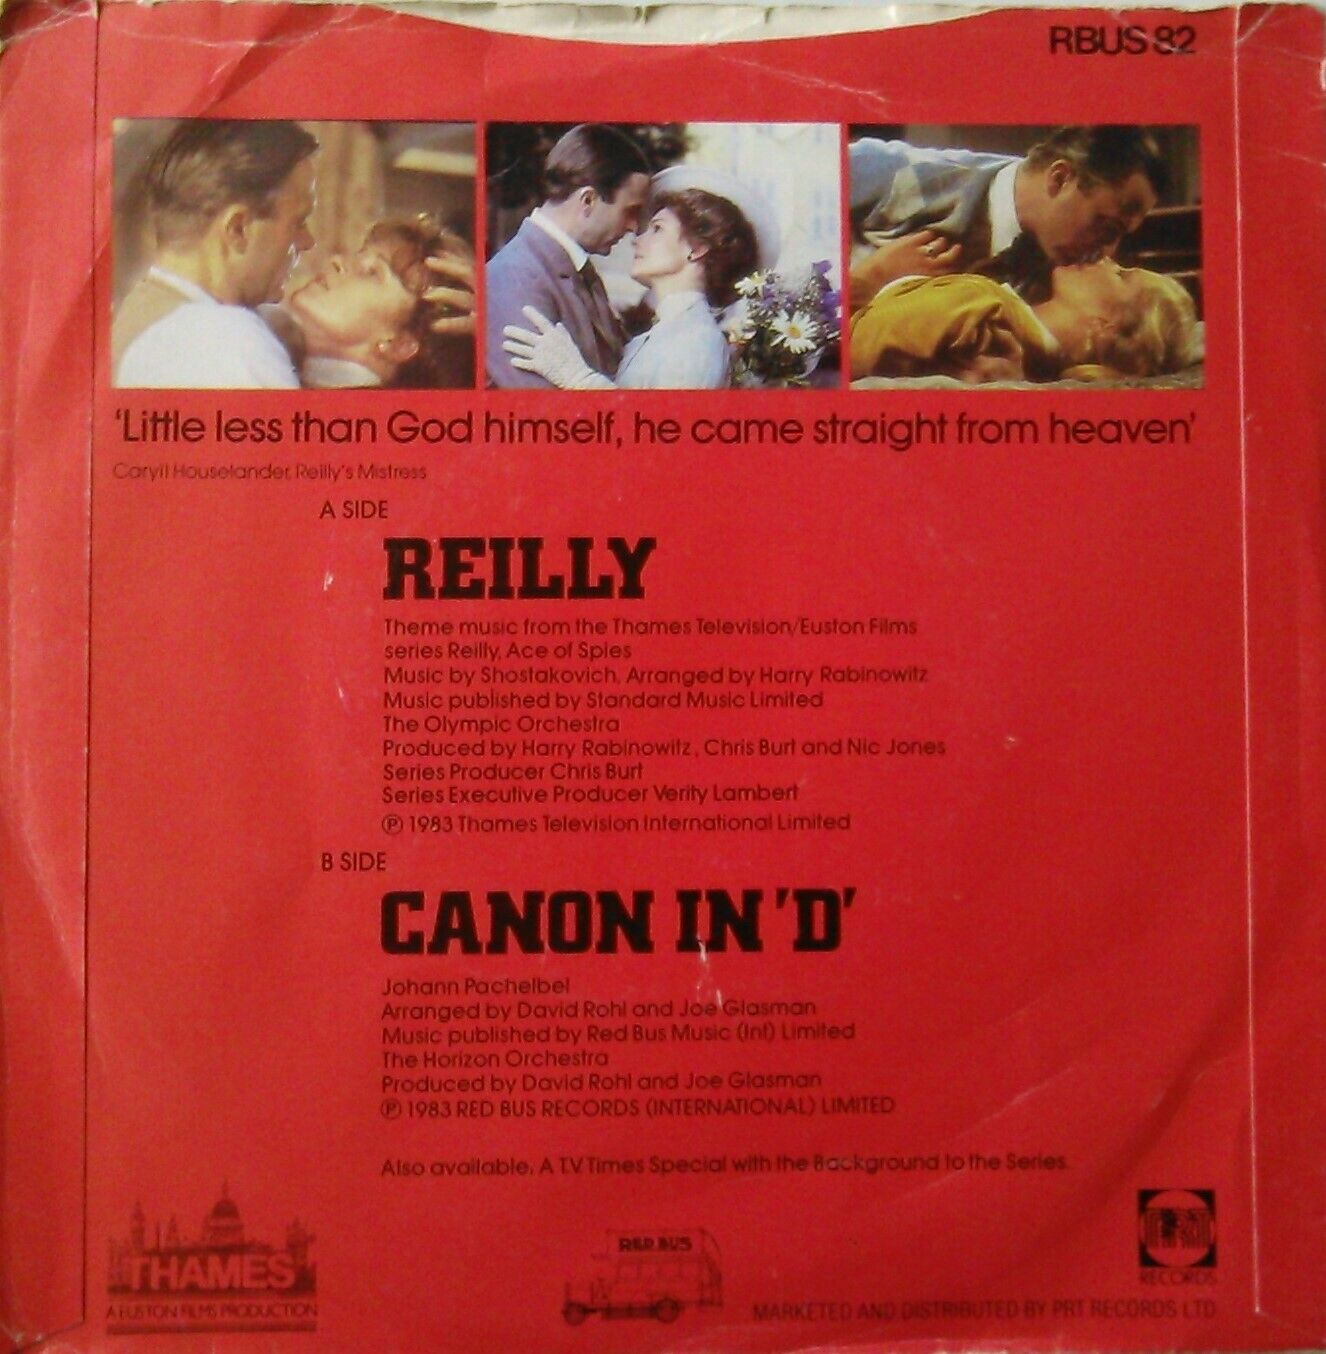 RBUS 82
'Little less than God himself, he came straight from heaven'
Caryll Houselander, Reilly's Mistress
A SIDE
REILLY
Theme music from the Thames Television/Euston Films
series Reilly, Ace of Spies
Music by Shostakovich, Arranged by Harry Rabinowitz
Music published by Standard Music Limited
The Olympic Orchestra
Produced by Harry Rabinowitz, Chris Burt and Nic Jones
Series Producer Chris Burt
Series Executive Producer Verity Lambert
℗ 1983 Thames Television International Limited
B SIDE
CANON IN 'D'
Johann Pachelbel
Arranged by David Rohl and Joe Glasman
Music published by Red Bus Music (Int) Limited
The Horizon Orchestra
Produced by David Rohl and Joe Glasman
℗ 1983 RED BUS RECORDS (INTERNATIONAL) LIMITED
Also available, A T.V. Times Special with the Background to the Series.
THAMES
A EUSTON FILMS PRODUCTION
RED BUS
RECORDS
MARKETED AND DISTRIBUTED BY PRT RECORDS LTD